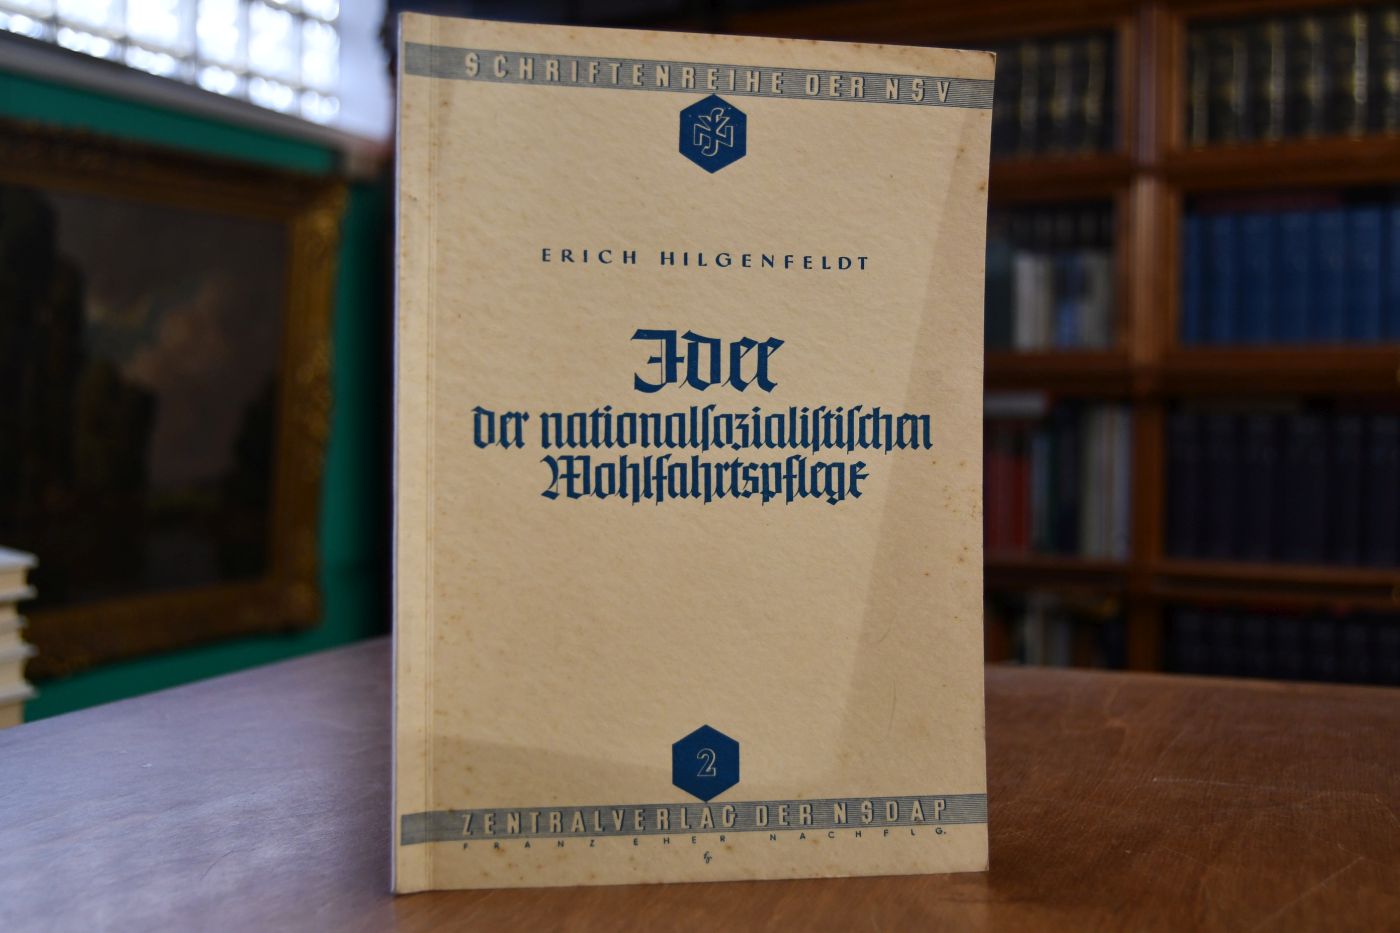 SCHRIFTENREIHE DER NSV
ERICH HILGENFELDT
Idee
der nationalsozialistischen
Wohlfahrtspflege
2
ZENTRALVERLAG DER NSDAP
FRANZ EHER NACHFLG.